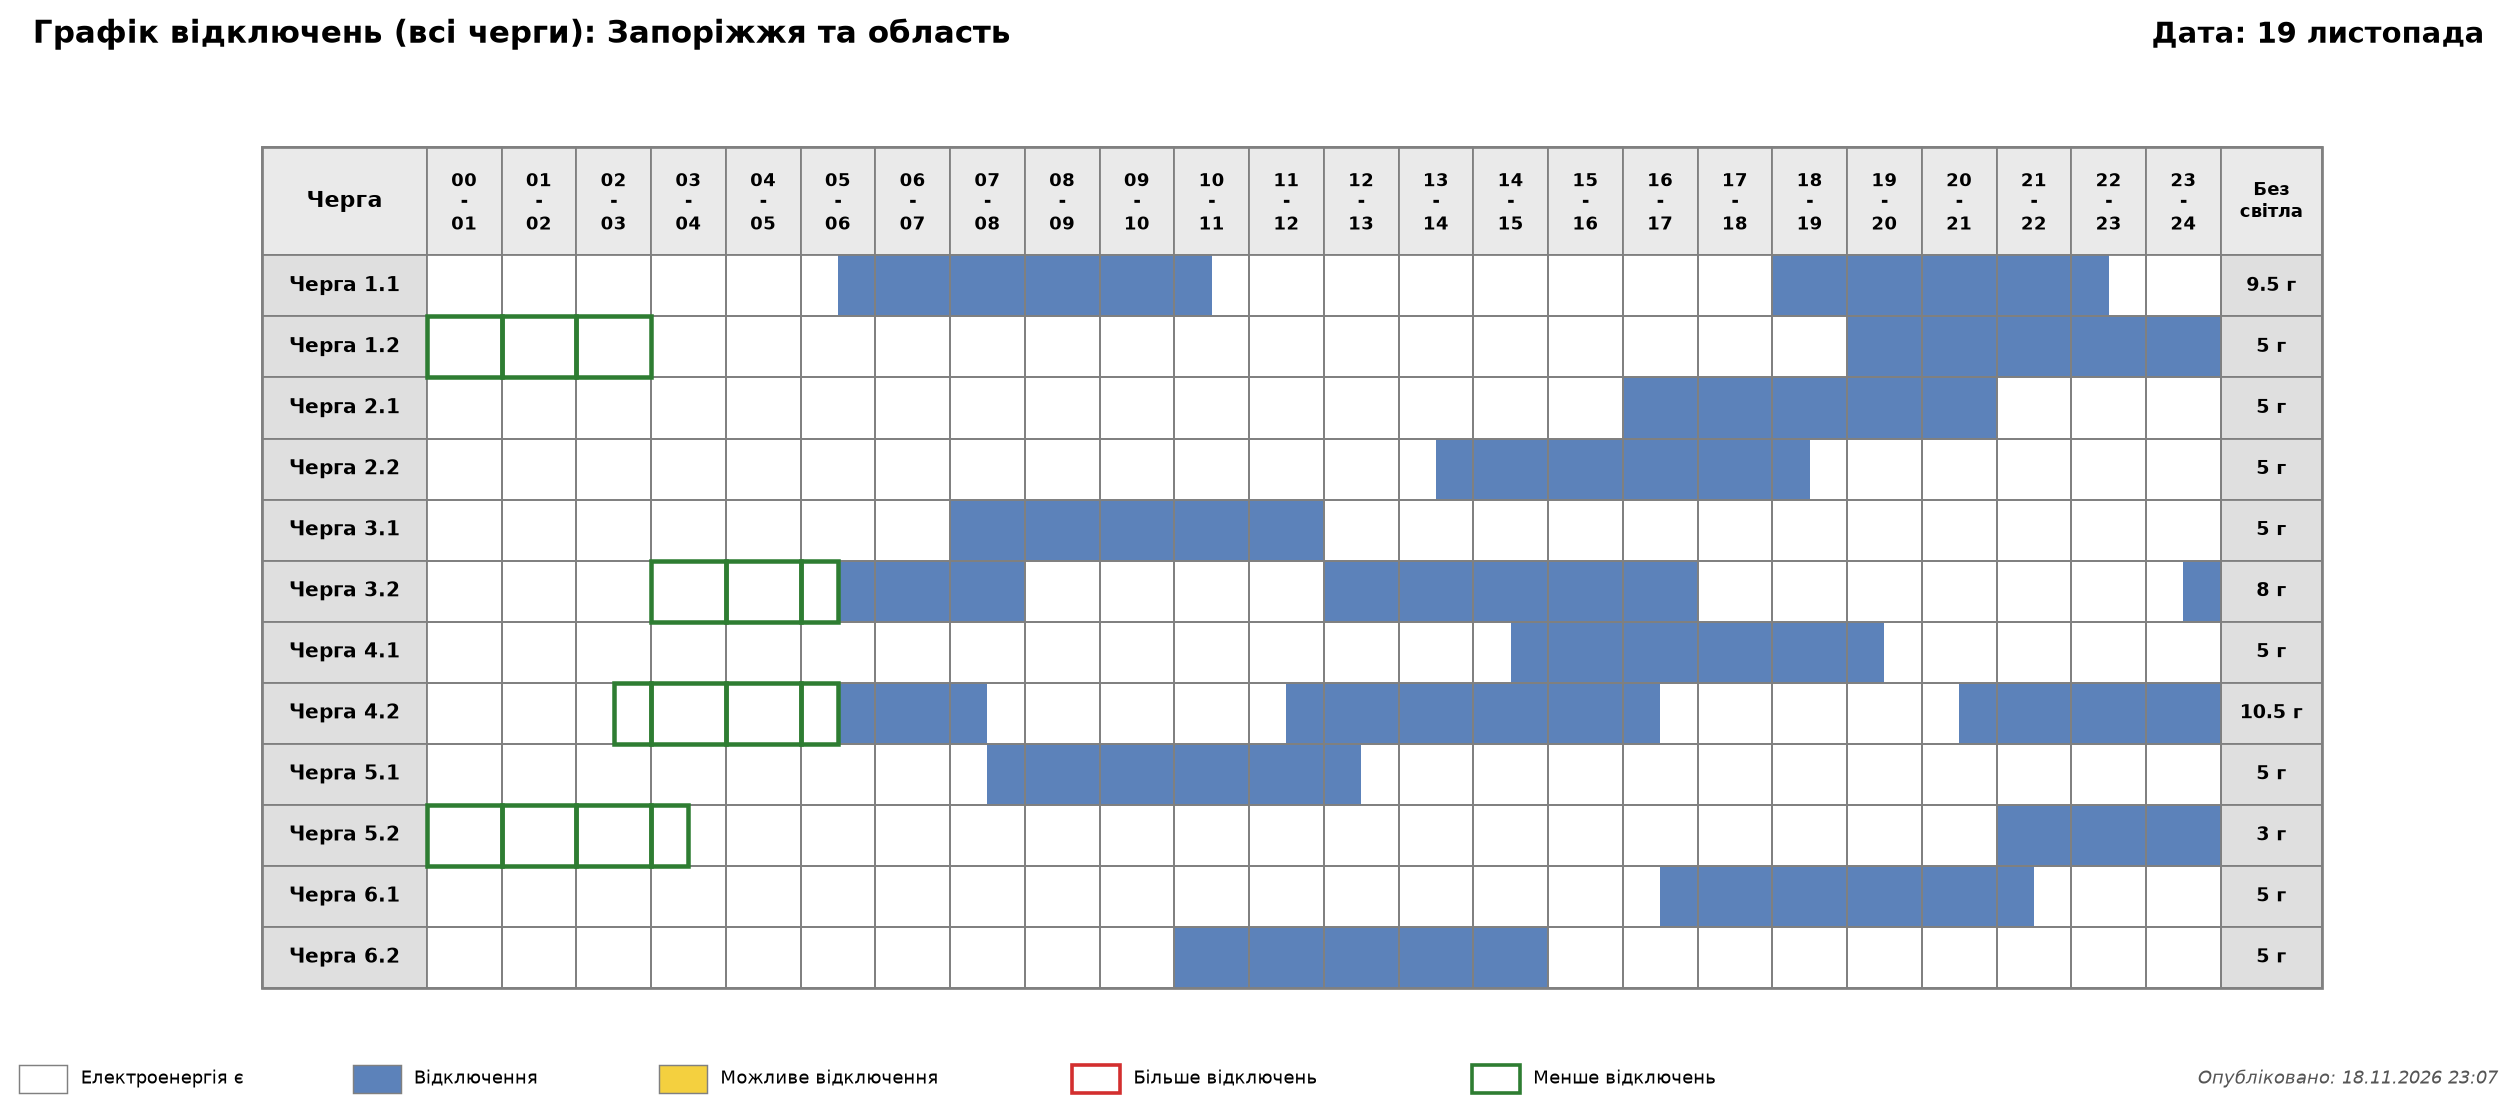 Графік відключень (всі черги): Запоріжжя та область
Дата: 19 листопада
Черга 00 - 01 01 - 02 02 - 03 03 - 04 04 - 05 05 - 06 06 - 07 07 - 08 08 - 09 09 - 10 10 - 11 11 - 12 12 - 13 13 - 14 14 - 15 15 - 16 16 - 17 17 - 18 18 - 19 19 - 20 20 - 21 21 - 22 22 - 23 23 - 24 Без світла
Черга 1.1 9.5 г
Черга 1.2 5 г
Черга 2.1 5 г
Черга 2.2 5 г
Черга 3.1 5 г
Черга 3.2 8 г
Черга 4.1 5 г
Черга 4.2 10.5 г
Черга 5.1 5 г
Черга 5.2 3 г
Черга 6.1 5 г
Черга 6.2 5 г
Електроенергія є
Відключення
Можливе відключення
Більше відключень
Менше відключень
Опубліковано: 18.11.2026 23:07